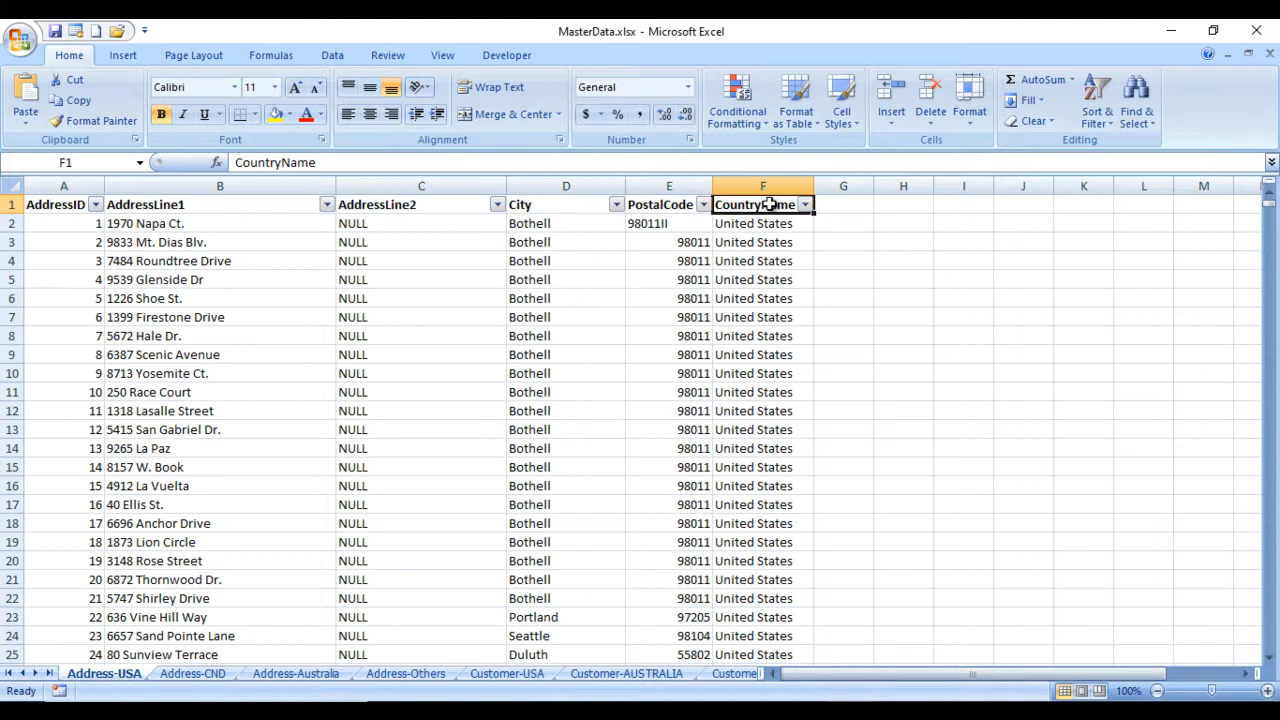 MasterData.xlsx - Microsoft Excel
Home Insert Page Layout Formulas Data Review View Developer
Paste Cut Copy Format Painter Clipboard
Calibri 11 B I U A A A Font
Wrap Text Merge & Center Alignment
General $ % , .0 .00 .00 .0 Number
Conditional Formatting Format as Table Cell Styles Styles
Insert Delete Format Cells
AutoSum Fill Clear Sort & Filter Find & Select Editing
F1 fx CountryName
A B C D E F G H I J K L M
1 AddressID AddressLine1 AddressLine2 City PostalCode CountryName
2 1 1970 Napa Ct. NULL Bothell 98011II United States
3 2 9833 Mt. Dias Blv. NULL Bothell 98011 United States
4 3 7484 Roundtree Drive NULL Bothell 98011 United States
5 4 9539 Glenside Dr NULL Bothell 98011 United States
6 5 1226 Shoe St. NULL Bothell 98011 United States
7 6 1399 Firestone Drive NULL Bothell 98011 United States
8 7 5672 Hale Dr. NULL Bothell 98011 United States
9 8 6387 Scenic Avenue NULL Bothell 98011 United States
10 9 8713 Yosemite Ct. NULL Bothell 98011 United States
11 10 250 Race Court NULL Bothell 98011 United States
12 11 1318 Lasalle Street NULL Bothell 98011 United States
13 12 5415 San Gabriel Dr. NULL Bothell 98011 United States
14 13 9265 La Paz NULL Bothell 98011 United States
15 14 8157 W. Book NULL Bothell 98011 United States
16 15 4912 La Vuelta NULL Bothell 98011 United States
17 16 40 Ellis St. NULL Bothell 98011 United States
18 17 6696 Anchor Drive NULL Bothell 98011 United States
19 18 1873 Lion Circle NULL Bothell 98011 United States
20 19 3148 Rose Street NULL Bothell 98011 United States
21 20 6872 Thornwood Dr. NULL Bothell 98011 United States
22 21 5747 Shirley Drive NULL Bothell 98011 United States
23 22 636 Vine Hill Way NULL Portland 97205 United States
24 23 6657 Sand Pointe Lane NULL Seattle 98104 United States
25 24 80 Sunview Terrace NULL Duluth 55802 United States
Address-USA Address-CND Address-Australia Address-Others Customer-USA Customer-AUSTRALIA Custome
Ready 100%